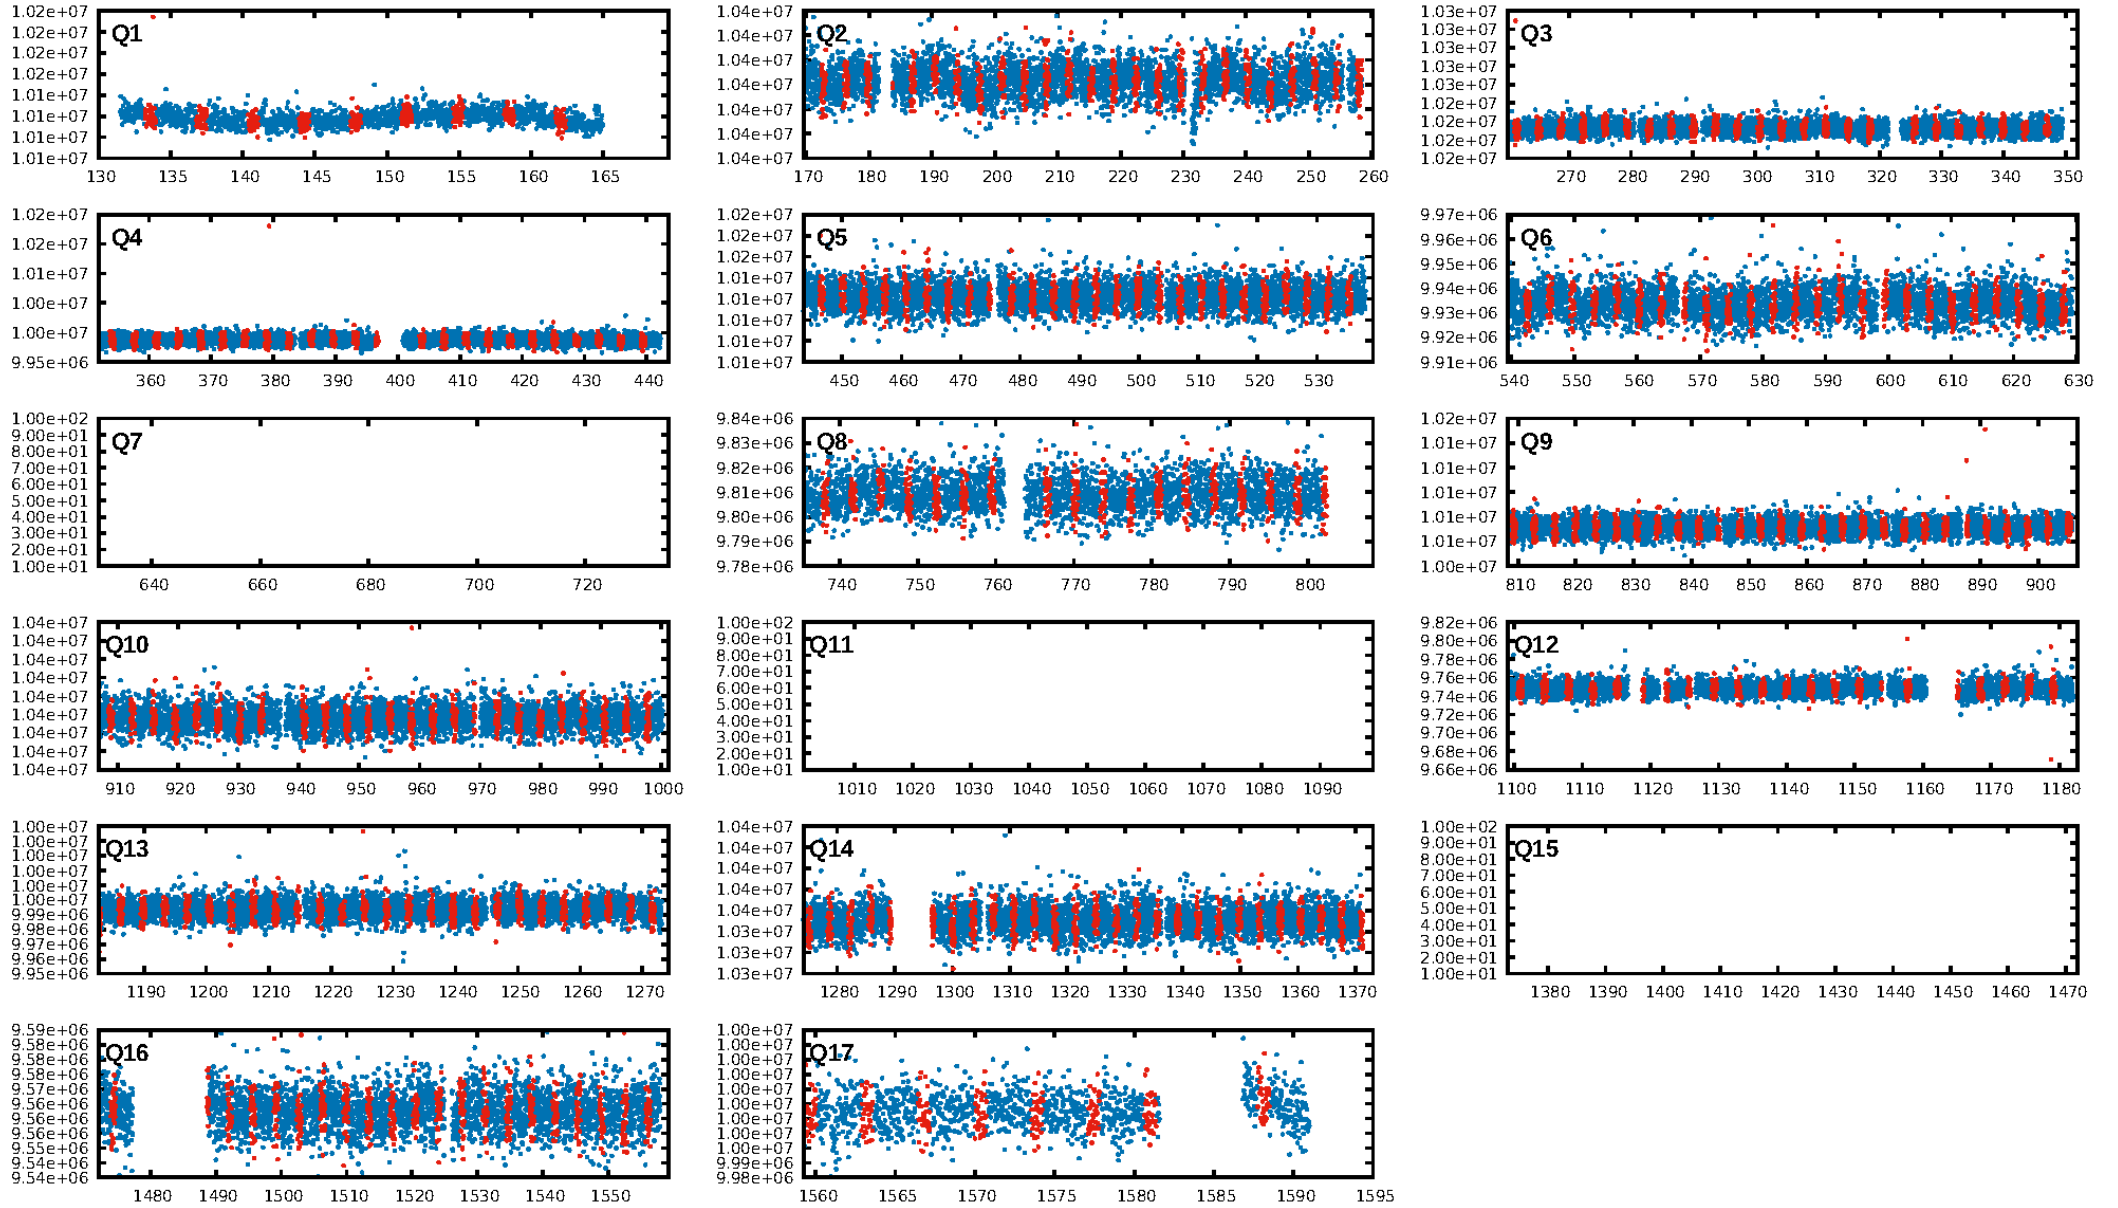 1.02e+07
1.02e+07
1.02e+07
1.02e+07
1.01e+07
1.01e+07
1.01e+07
1.01e+07
Q1
130 135 140 145 150 155 160 165
1.04e+07
1.04e+07
1.04e+07
1.04e+07
1.04e+07
1.04e+07
1.04e+07
Q2
170 180 190 200 210 220 230 240 250 260
1.03e+07
1.03e+07
1.03e+07
1.03e+07
1.03e+07
1.02e+07
1.02e+07
1.02e+07
1.02e+07
Q3
270 280 290 300 310 320 330 340 350
1.02e+07
1.02e+07
1.01e+07
1.00e+07
1.00e+07
9.95e+06
Q4
360 370 380 390 400 410 420 430 440
1.02e+07
1.02e+07
1.02e+07
1.01e+07
1.01e+07
1.01e+07
1.01e+07
1.01e+07
Q5
450 460 470 480 490 500 510 520 530
9.97e+06
9.96e+06
9.95e+06
9.94e+06
9.93e+06
9.92e+06
9.91e+06
Q6
540 550 560 570 580 590 600 610 620 630
1.00e+02
9.00e+01
8.00e+01
7.00e+01
6.00e+01
5.00e+01
4.00e+01
3.00e+01
2.00e+01
1.00e+01
Q7
640 660 680 700 720
9.84e+06
9.83e+06
9.82e+06
9.81e+06
9.80e+06
9.79e+06
9.78e+06
Q8
740 750 760 770 780 790 800
1.02e+07
1.01e+07
1.01e+07
1.01e+07
1.01e+07
1.01e+07
1.00e+07
Q9
810 820 830 840 850 860 870 880 890 900
1.04e+07
1.04e+07
1.04e+07
1.04e+07
1.04e+07
1.04e+07
1.04e+07
1.04e+07
1.04e+07
Q10
910 920 930 940 950 960 970 980 990 1000
1.00e+02
9.00e+01
8.00e+01
7.00e+01
6.00e+01
5.00e+01
4.00e+01
3.00e+01
2.00e+01
1.00e+01
Q11
1010 1020 1030 1040 1050 1060 1070 1080 1090
9.82e+06
9.80e+06
9.78e+06
9.76e+06
9.74e+06
9.72e+06
9.70e+06
9.68e+06
9.66e+06
Q12
1100 1110 1120 1130 1140 1150 1160 1170 1180
1.00e+07
1.00e+07
1.00e+07
1.00e+07
1.00e+07
1.00e+07
9.99e+06
9.98e+06
9.97e+06
9.96e+06
9.95e+06
Q13
1190 1200 1210 1220 1230 1240 1250 1260 1270
1.04e+07
1.04e+07
1.04e+07
1.04e+07
1.04e+07
1.03e+07
1.03e+07
1.03e+07
Q14
1280 1290 1300 1310 1320 1330 1340 1350 1360 1370
1.00e+02
9.00e+01
8.00e+01
7.00e+01
6.00e+01
5.00e+01
4.00e+01
3.00e+01
2.00e+01
1.00e+01
Q15
1380 1390 1400 1410 1420 1430 1440 1450 1460 1470
9.59e+06
9.58e+06
9.58e+06
9.57e+06
9.57e+06
9.56e+06
9.56e+06
9.55e+06
9.55e+06
9.54e+06
9.54e+06
Q16
1480 1490 1500 1510 1520 1530 1540 1550
1.00e+07
1.00e+07
1.00e+07
1.00e+07
1.00e+07
1.00e+07
1.00e+07
1.00e+07
1.00e+07
9.99e+06
9.98e+06
Q17
1560 1565 1570 1575 1580 1585 1590 1595